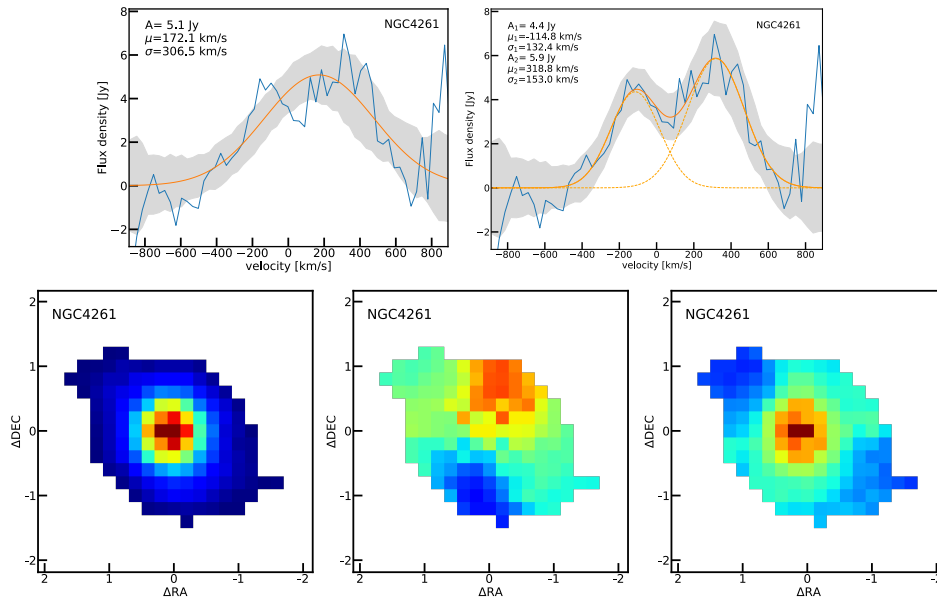 A= 5.1 Jy
μ=172.1 km/s
σ=306.5 km/s
NGC4261
Flux density [Jy]
8
6
4
2
0
−2
−800 −600 −400 −200 0 200 400 600 800
velocity [km/s]
A₁= 4.4 Jy
μ₁=-114.8 km/s
σ₁=132.4 km/s
A₂= 5.9 Jy
μ₂=318.8 km/s
σ₂=153.0 km/s
NGC4261
Flux density [Jy]
8
6
4
2
0
−2
−800 −600 −400 −200 0 200 400 600 800
velocity [km/s]
NGC4261
ΔDEC
2
1
0
-1
-2
2 1 0 -1 -2
ΔRA
NGC4261
ΔDEC
2
1
0
-1
-2
2 1 0 -1 -2
ΔRA
NGC4261
ΔDEC
2
1
0
-1
-2
2 1 0 -1 -2
ΔRA